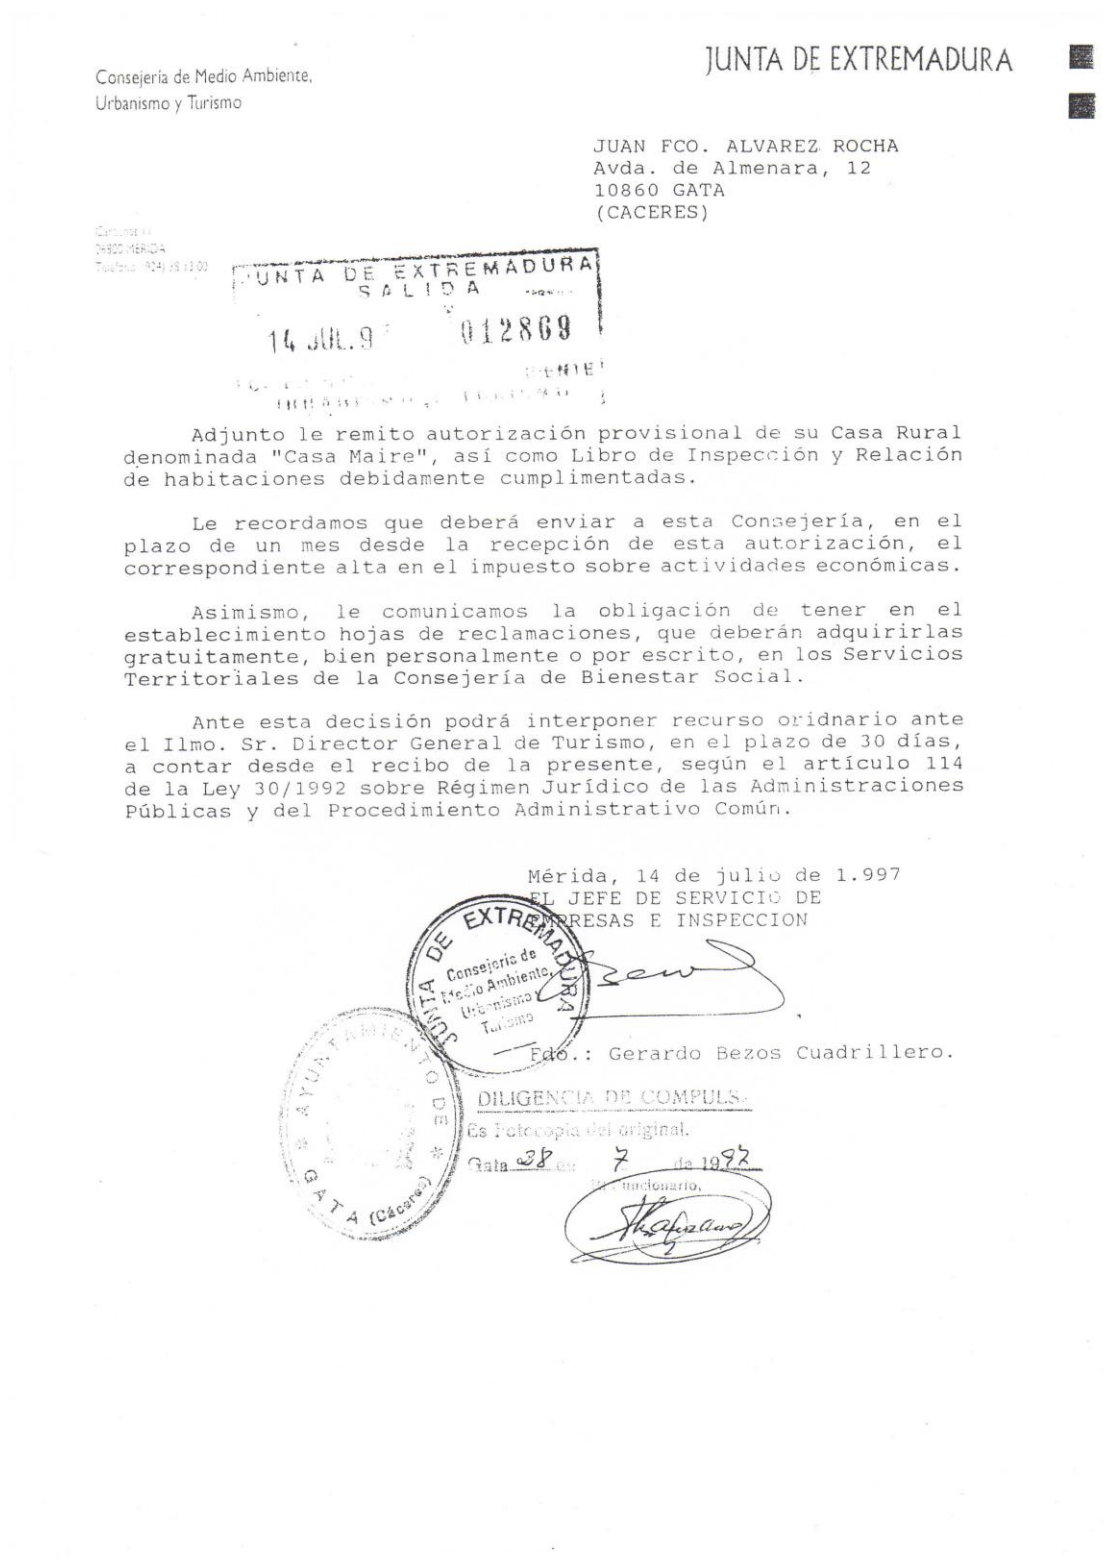 Consejería de Medio Ambiente,
Urbanismo y Turismo
JUNTA DE EXTREMADURA
JUAN FCO. ALVAREZ ROCHA
Avda. de Almenara, 12
10860 GATA
(CACERES)
MERIDA
JUNTA DE EXTREMADURA
SALIDA
14 JUL. 9
012869
Adjunto le remito autorización provisional de su Casa Rural
denominada "Casa Maire", así como Libro de Inspección y Relación
de habitaciones debidamente cumplimentadas.
Le recordamos que deberá enviar a esta Consejería, en el
plazo de un mes desde la recepción de esta autorización, el
correspondiente alta en el impuesto sobre actividades económicas.
Asimismo, le comunicamos la obligación de tener en el
establecimiento hojas de reclamaciones, que deberán adquirirlas
gratuitamente, bien personalmente o por escrito, en los Servicios
Territoriales de la Consejería de Bienestar Social.
Ante esta decisión podrá interponer recurso oridnario ante
el Ilmo. Sr. Director General de Turismo, en el plazo de 30 días,
a contar desde el recibo de la presente, según el artículo 114
de la Ley 30/1992 sobre Régimen Jurídico de las Administraciones
Públicas y del Procedimiento Administrativo Común.
Mérida, 14 de julio de 1.997
EL JEFE DE SERVICIO DE
EMPRESAS E INSPECCION
JUNTA DE EXTREMADURA
Consejería de
Medio Ambiente,
Urbanismo y
Turismo
Fdo.: Gerardo Bezos Cuadrillero.
AYUNTAMIENTO DE
GATA (Cáceres)
DILIGENCIA DE COMPULS
Es Fotocopia del original.
Gata 28 de 7 de 1997
El Funcionario,